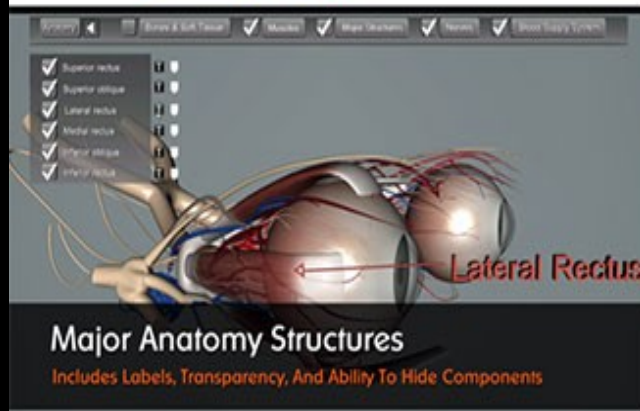 Anatomy Bones & Soft Tissue Muscles Major Structures Nerves Blood Supply System
Superior rectus
Superior oblique
Lateral rectus
Medial rectus
Inferior oblique
Inferior rectus
Lateral Rectus
Major Anatomy Structures
Includes Labels, Transparency, And Ability To Hide Components